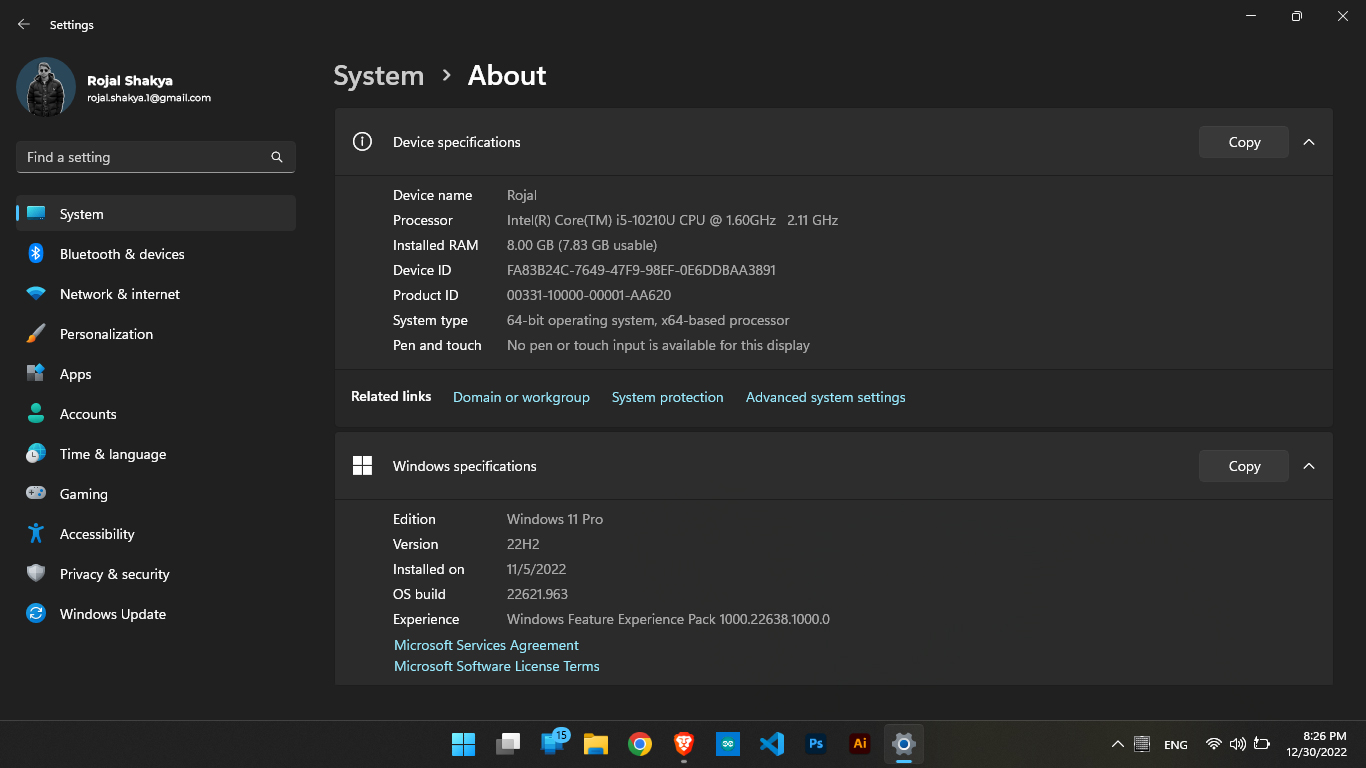 Settings
Rojal Shakya
rojal.shakya.1@gmail.com
Find a setting
System
Bluetooth & devices
Network & internet
Personalization
Apps
Accounts
Time & language
Gaming
Accessibility
Privacy & security
Windows Update
System > About
Device specifications Copy
Device name Rojal
Processor Intel(R) Core(TM) i5-10210U CPU @ 1.60GHz 2.11 GHz
Installed RAM 8.00 GB (7.83 GB usable)
Device ID FA83B24C-7649-47F9-98EF-0E6DDBAA3891
Product ID 00331-10000-00001-AA620
System type 64-bit operating system, x64-based processor
Pen and touch No pen or touch input is available for this display
Related links Domain or workgroup System protection Advanced system settings
Windows specifications Copy
Edition Windows 11 Pro
Version 22H2
Installed on 11/5/2022
OS build 22621.963
Experience Windows Feature Experience Pack 1000.22638.1000.0
Microsoft Services Agreement
Microsoft Software License Terms
15
Ps Ai ENG
8:26 PM
12/30/2022